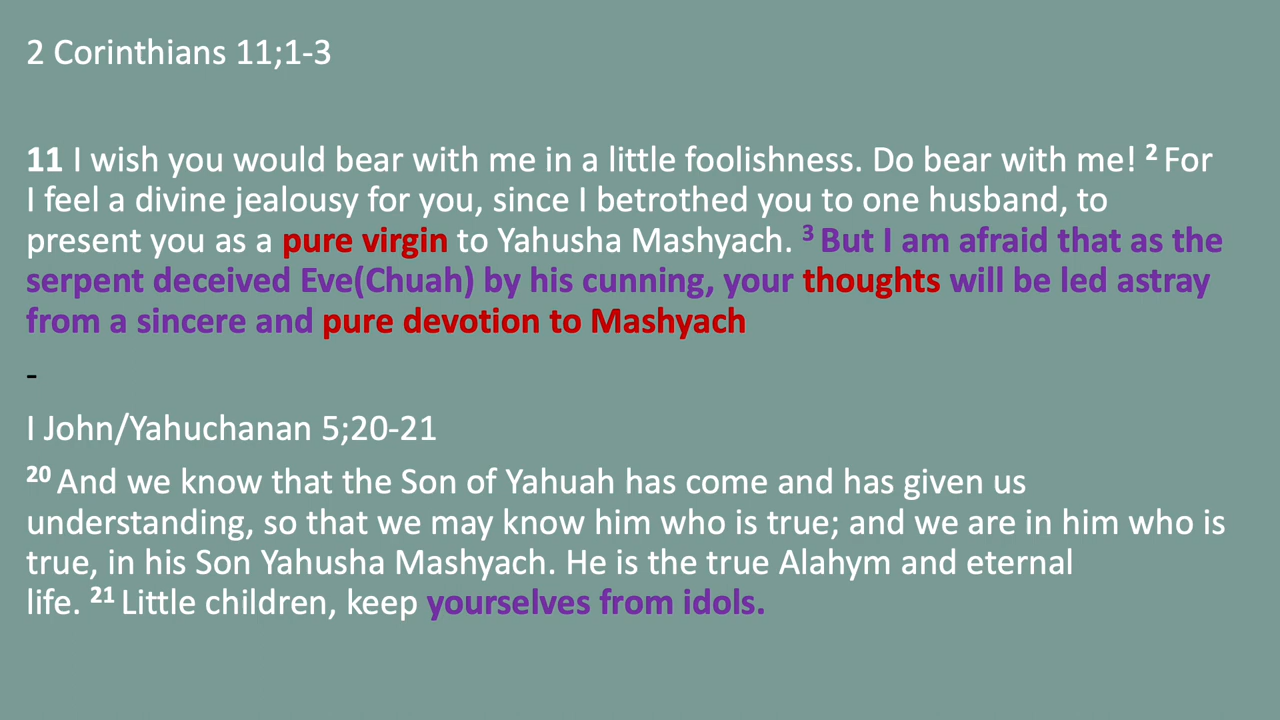 2 Corinthians 11;1-3
11 I wish you would bear with me in a little foolishness. Do bear with me! 2 For
I feel a divine jealousy for you, since I betrothed you to one husband, to
present you as a pure virgin to Yahusha Mashyach. 3 But I am afraid that as the
serpent deceived Eve(Chuah) by his cunning, your thoughts will be led astray
from a sincere and pure devotion to Mashyach
-
I John/Yahuchanan 5;20-21
20 And we know that the Son of Yahuah has come and has given us
understanding, so that we may know him who is true; and we are in him who is
true, in his Son Yahusha Mashyach. He is the true Alahym and eternal
life. 21 Little children, keep yourselves from idols.